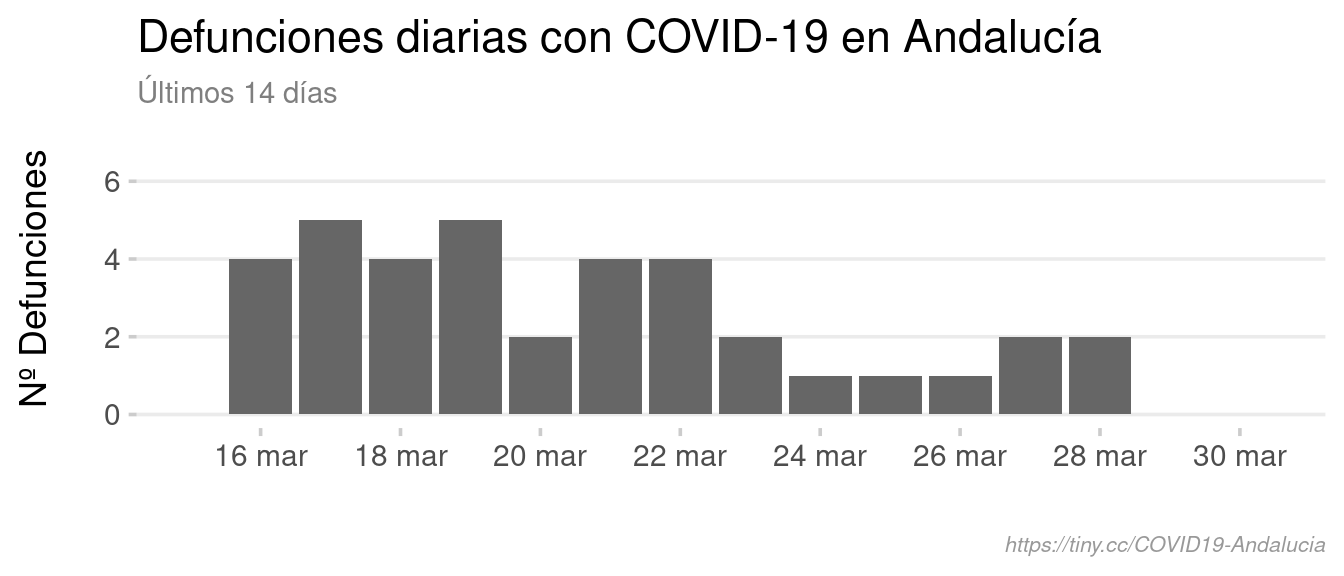 Defunciones diarias con COVID-19 en Andalucía
Últimos 14 días
Nº Defunciones
6
4
2
0
16 mar 18 mar 20 mar 22 mar 24 mar 26 mar 28 mar 30 mar
https://tiny.cc/COVID19-Andalucia